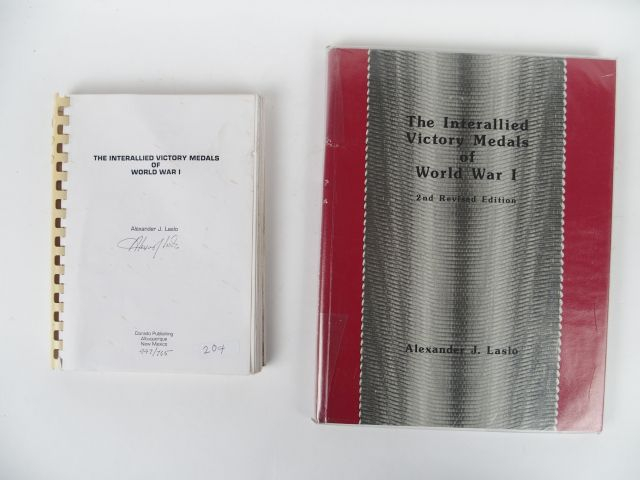 THE INTERALLIED VICTORY MEDALS
OF
WORLD WAR I
Alexander J. Laslo
Dorado Publishing
Albuquerque
New Mexico
204
The Interallied
Victory Medals
of
World War I
2nd Revised Edition
Alexander J. Laslo